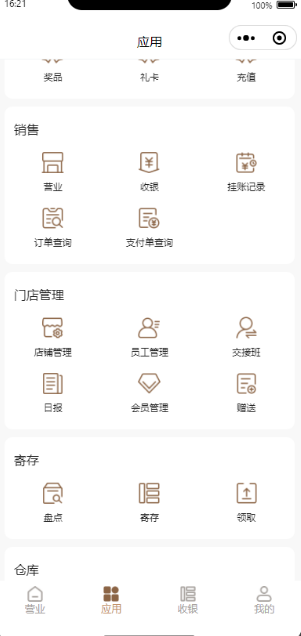 16:21
100%
应用
奖品 礼卡 充值
销售
营业 收银 挂账记录
订单查询 支付单查询
门店管理
店铺管理 员工管理 交接班
日报 会员管理 赠送
寄存
盘点 寄存 领取
仓库
营业 应用 收银 我的